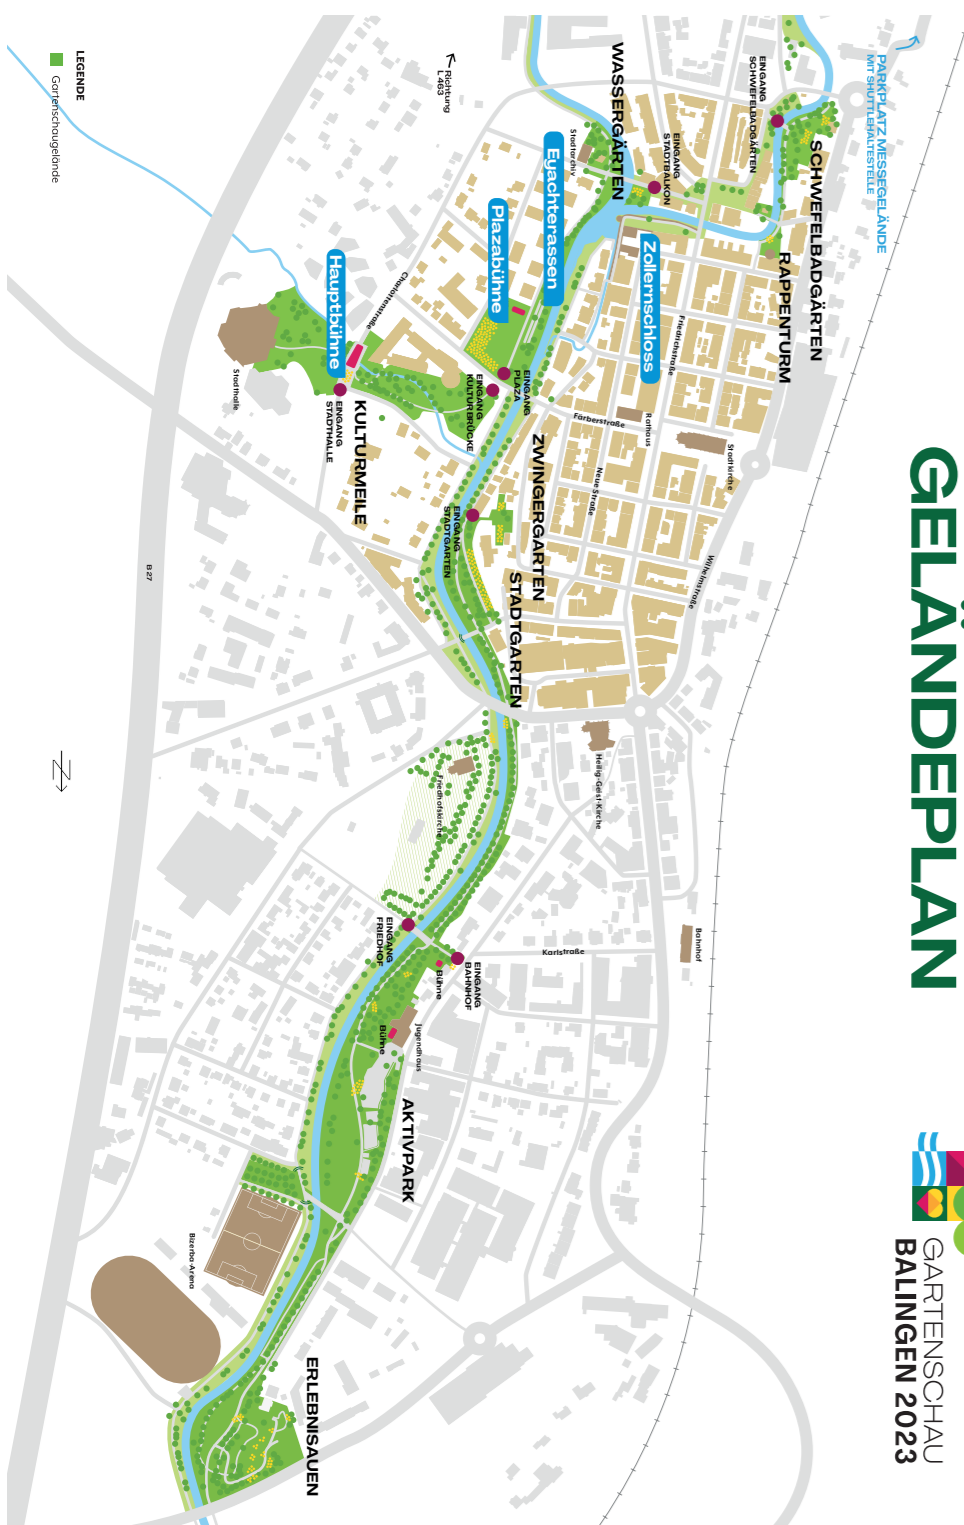 GELÄNDEPLAN
GARTENSCHAU
BALINGEN 2023
PARKPLATZ MESSEGELÄNDE
MIT SHUTTLEHALTESTELLE
SCHWEFELBADGÄRTEN
EINGANG
SCHWEFELBADGÄRTEN
RAPPENTURM
WASSERGÄRTEN
EINGANG
STADTBALKON
Stadtarchiv
Zollernschloss
Eyachterassen
Plazabühne
Hauptbühne
Richtung
L 463
Charlottenstraße
Friedrichstraße
Stadthalle
EINGANG
STADTHALLE
KULTURMEILE
EINGANG
KULTURBRÜCKE
EINGANG
PLAZA
Färberstraße
Rathaus
Stadtkirche
Neue Straße
Wilhelmstraße
ZWINGERGARTEN
EINGANG
STADTGARTEN
STADTGARTEN
B 27
Heilig-Geist-Kirche
Friedhofskirche
EINGANG
FRIEDHOF
EINGANG
BAHNHOF
Bühne
Karlstraße
Bahnhof
Jugendhaus
Bühne
AKTIVPARK
Bizerba-Arena
ERLEBNISAUEN
N
LEGENDE
Gartenschaugelände